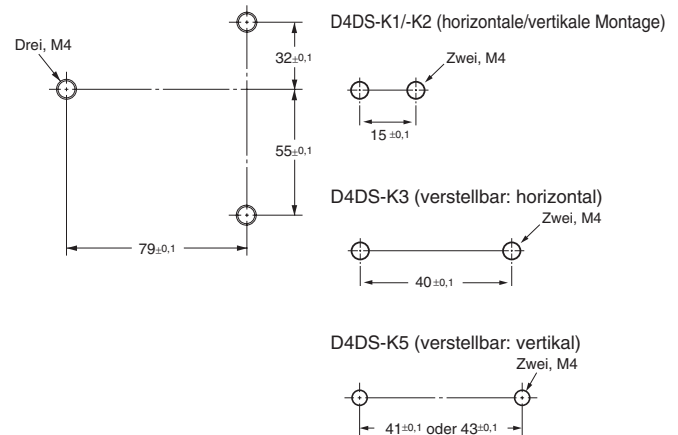 Drei, M4
32±0,1
55±0,1
79±0,1
D4DS-K1/-K2 (horizontale/vertikale Montage)
Zwei, M4
15 ±0,1
D4DS-K3 (verstellbar: horizontal)
Zwei, M4
40±0,1
D4DS-K5 (verstellbar: vertikal)
Zwei, M4
41±0,1 oder 43±0,1